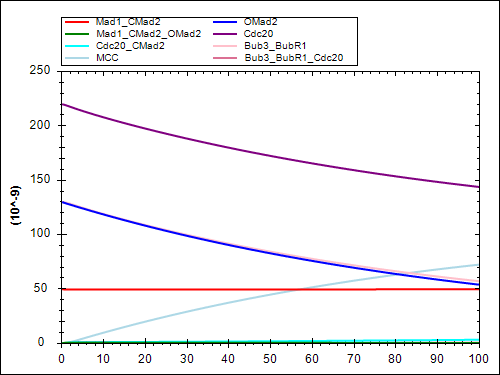 Mad1_CMad2 OMad2
Mad1_CMad2_OMad2 Cdc20
Cdc20_CMad2 Bub3_BubR1
MCC Bub3_BubR1_Cdc20
250
200
150
100
50
0
(10^-9)
0 10 20 30 40 50 60 70 80 90 100